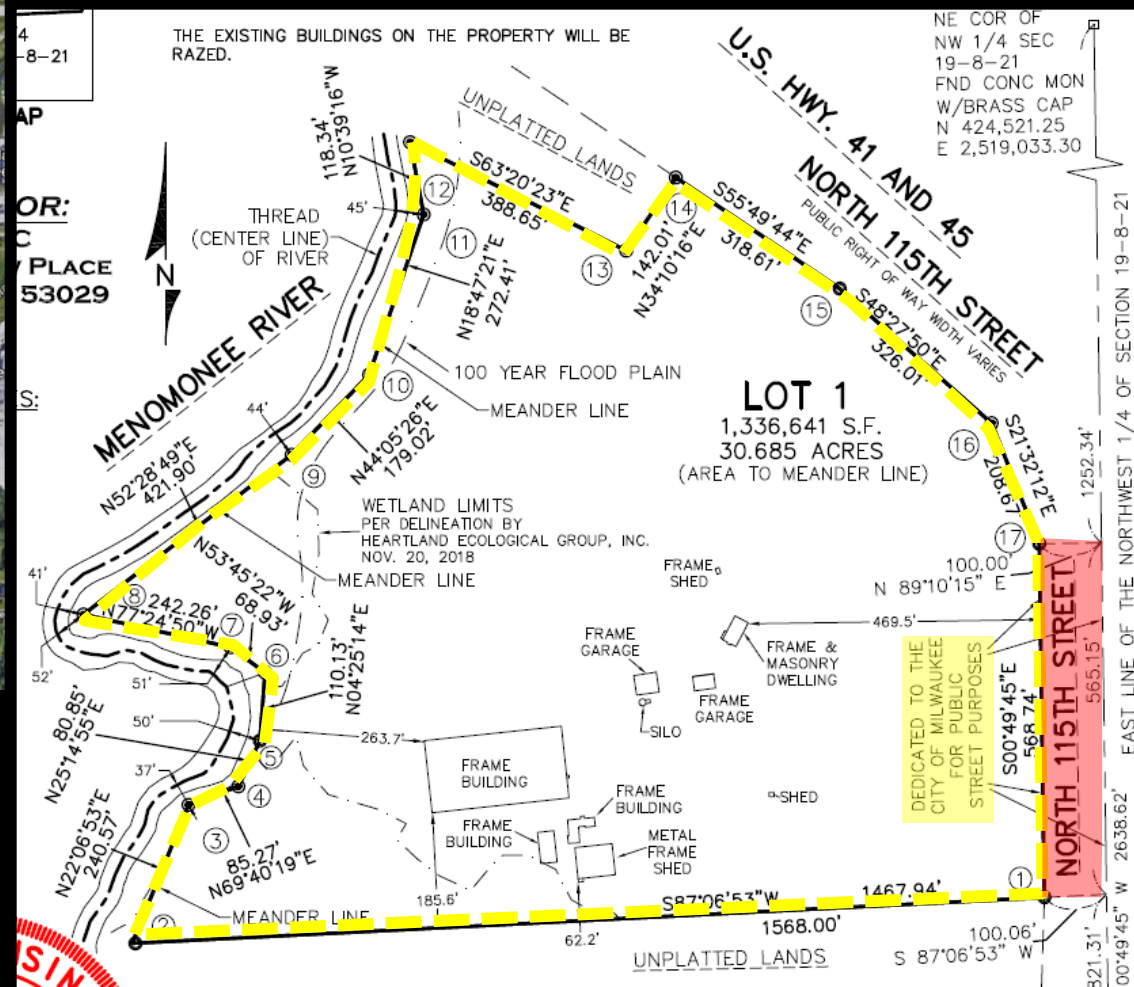 /4
-8-21
AP
OR:
C
PLACE
53029
S:
THE EXISTING BUILDINGS ON THE PROPERTY WILL BE
RAZED.
NE COR OF
NW 1/4 SEC
19-8-21
FND CONC MON
W/BRASS CAP
N 424,521.25
E 2,519,033.30
U.S. HWY. 41 AND 45
NORTH 115TH STREET
PUBLIC RIGHT OF WAY WIDTH VARIES
UNPLATTED LANDS
118.34'
N10°39'16"W
S63°20'23"E
388.65'
45'
12
11
THREAD
(CENTER LINE)
OF RIVER
N
N18°47'21"E
272.41'
13
14
142.01'
N34°10'16"E
S55°49'44"E
318.61'
15
S48°27'50"E
326.01'
MENOMONEE RIVER
10
100 YEAR FLOOD PLAIN
MEANDER LINE
44'
N44°05'26"E
179.02'
9
LOT 1
1,336,641 S.F.
30.685 ACRES
(AREA TO MEANDER LINE)
16
S21°32'12"E
208.67'
17
1252.34'
N52°28'49"E
421.90'
WETLAND LIMITS
PER DELINEATION BY
HEARTLAND ECOLOGICAL GROUP, INC.
NOV. 20, 2018
MEANDER LINE
N53°45'22"W
68.93'
41'
8
242.26'
N77°24'50"W
7
6
52'
51'
110.13'
N04°25'14"E
FRAME
SHED
100.00'
N 89°10'15" E
469.5'
FRAME
GARAGE
FRAME &
MASONRY
DWELLING
FRAME
GARAGE
SILO
DEDICATED TO THE
CITY OF MILWAUKEE
FOR PUBLIC
STREET PURPOSES
S00°49'45"E
568.74'
NORTH 115TH STREET
565.15'
EAST LINE OF THE NORTHWEST 1/4 OF SECTION 19-8-21
80.85'
N25°14'55"E
50'
5
263.7'
37'
4
3
FRAME
BUILDING
FRAME
BUILDING
SHED
FRAME
BUILDING
METAL
FRAME
SHED
N22°06'53"E
240.57'
85.27'
N69°40'19"E
MEANDER LINE
2
185.6'
S87°06'53"W
1467.94'
1
62.2'
1568.00'
UNPLATTED LANDS
100.06'
S 87°06'53" W
821.31'
00°49'45" W 2638.62'
SIN